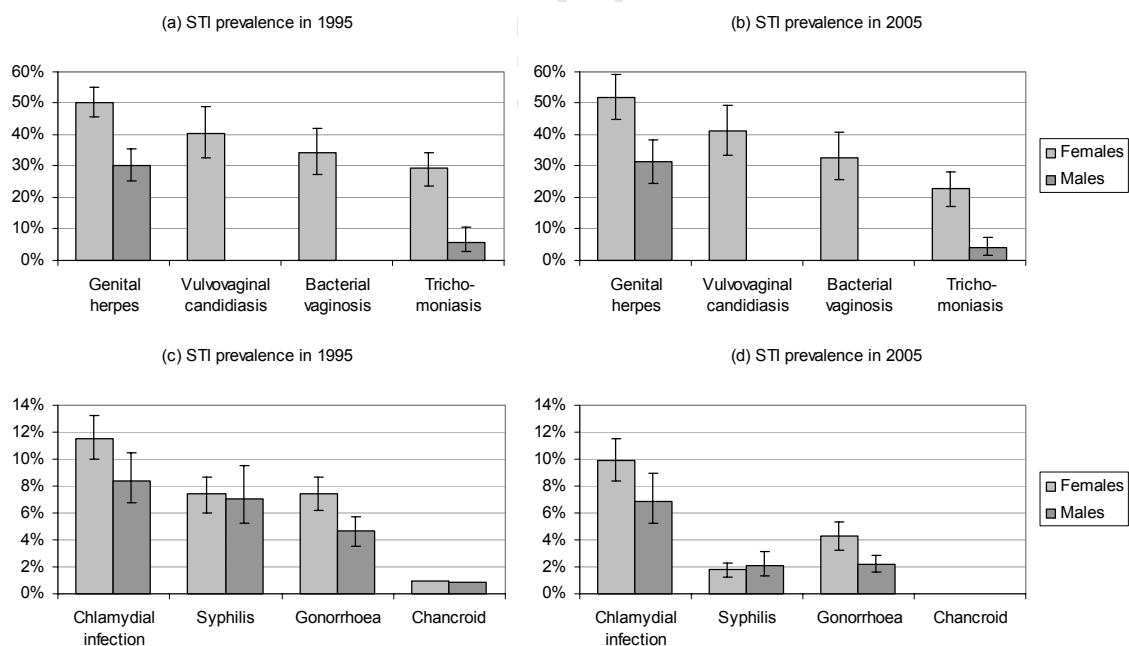 (a) STI prevalence in 1995
60%
50%
40%
30%
20%
10%
0%
Genital
herpes
Vulvovaginal
candidiasis
Bacterial
vaginosis
Tricho-
moniasis
(b) STI prevalence in 2005
60%
50%
40%
30%
20%
10%
0%
Genital
herpes
Vulvovaginal
candidiasis
Bacterial
vaginosis
Tricho-
moniasis
Females
Males
(c) STI prevalence in 1995
14%
12%
10%
8%
6%
4%
2%
0%
Chlamydial
infection
Syphilis
Gonorrhoea
Chancroid
(d) STI prevalence in 2005
14%
12%
10%
8%
6%
4%
2%
0%
Chlamydial
infection
Syphilis
Gonorrhoea
Chancroid
Females
Males